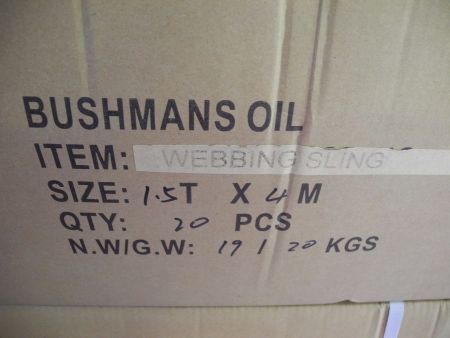 BUSHMANS OIL
ITEM: WEBBING SLING
SIZE: 1.5T X 4 M
QTY: 20 PCS
N.W/G.W: 19 / 20 KGS